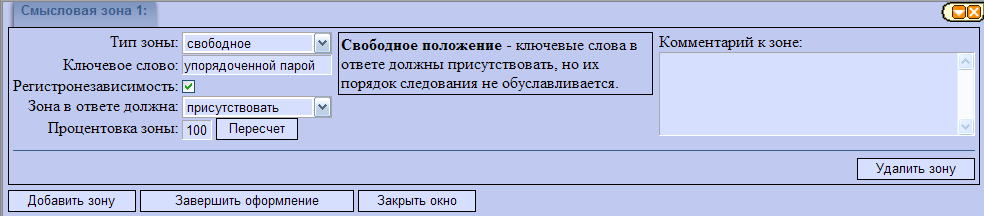 Смысловая зона 1:
Тип зоны: свободное
Ключевое слово: упорядоченной парой
Регистронезависимость:
Зона в ответе должна: присутствовать
Процентовка зоны: 100 Пересчет
Свободное положение - ключевые слова в
ответе должны присутствовать, но их
порядок следования не обуславливается.
Комментарий к зоне:
Удалить зону
Добавить зону Завершить оформление Закрыть окно